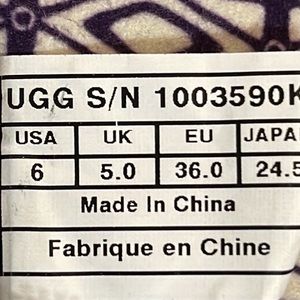 UGG S/N 1003590K
USA UK EU JAPA
6 5.0 36.0 24.5
Made In China
Fabrique en Chine